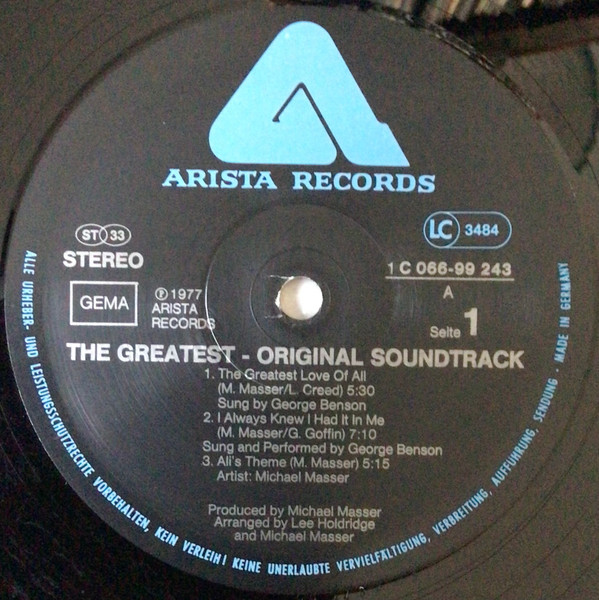 ARISTA RECORDS
ST 33
STEREO
LC 3484
GEMA
℗ 1977
ARISTA
RECORDS
1 C 066-99 243
A
Seite 1
THE GREATEST - ORIGINAL SOUNDTRACK
1. The Greatest Love Of All
(M. Masser/L. Creed) 5:30
Sung by George Benson
2. I Always Knew I Had It In Me
(M. Masser/G. Goffin) 7:10
Sung and Performed by George Benson
3. Ali's Theme (M. Masser) 5:15
Artist: Michael Masser
Produced by Michael Masser
Arranged by Lee Holdridge
and Michael Masser
ALLE URHEBER- UND LEISTUNGSSCHUTZRECHTE VORBEHALTEN, KEIN VERLEIH! KEINE UNERLAUBTE VERVIELFÄLTIGUNG, VERBREITUNG, AUFFÜHRUNG, SENDUNG · MADE IN GERMANY